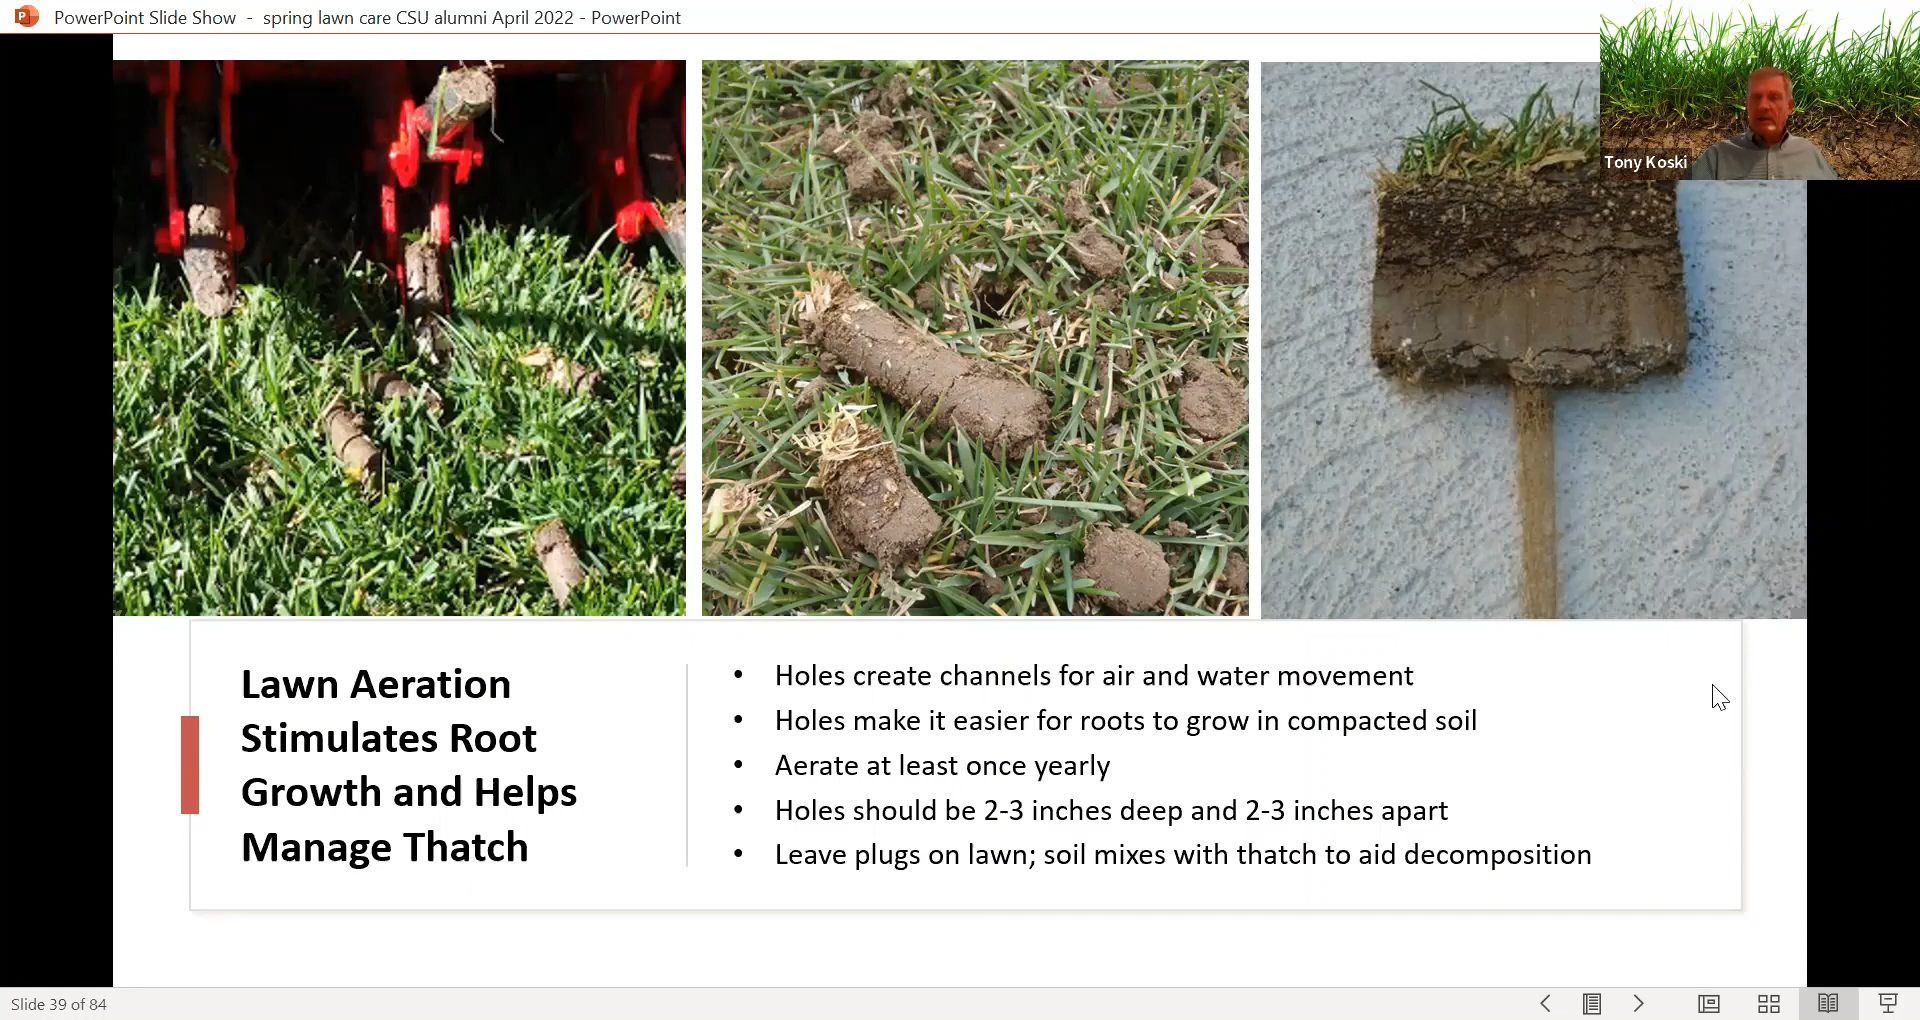 PowerPoint Slide Show - spring lawn care CSU alumni April 2022 - PowerPoint
Tony Koski
Lawn Aeration
Stimulates Root
Growth and Helps
Manage Thatch
• Holes create channels for air and water movement
• Holes make it easier for roots to grow in compacted soil
• Aerate at least once yearly
• Holes should be 2-3 inches deep and 2-3 inches apart
• Leave plugs on lawn; soil mixes with thatch to aid decomposition
Slide 39 of 84